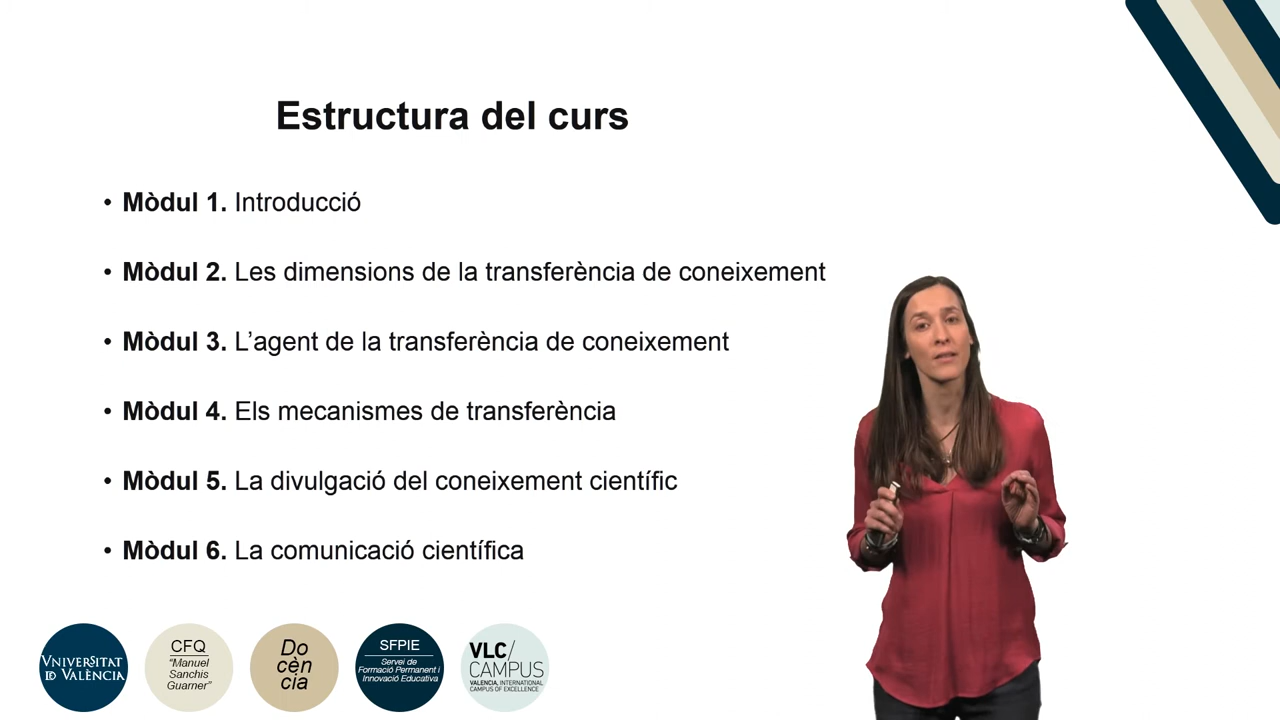 Estructura del curs
• Mòdul 1. Introducció
• Mòdul 2. Les dimensions de la transferència de coneixement
• Mòdul 3. L’agent de la transferència de coneixement
• Mòdul 4. Els mecanismes de transferència
• Mòdul 5. La divulgació del coneixement científic
• Mòdul 6. La comunicació científica
VNIVERSITAT
ID VALÈNCIA
CFQ
“Manuel
Sanchis
Guarner”
Do
cèn
cia
SFPIE
Servei de
Formació Permanent i
Innovació Educativa
VLC/
CAMPUS
VALENCIA, INTERNATIONAL
CAMPUS OF EXCELLENCE